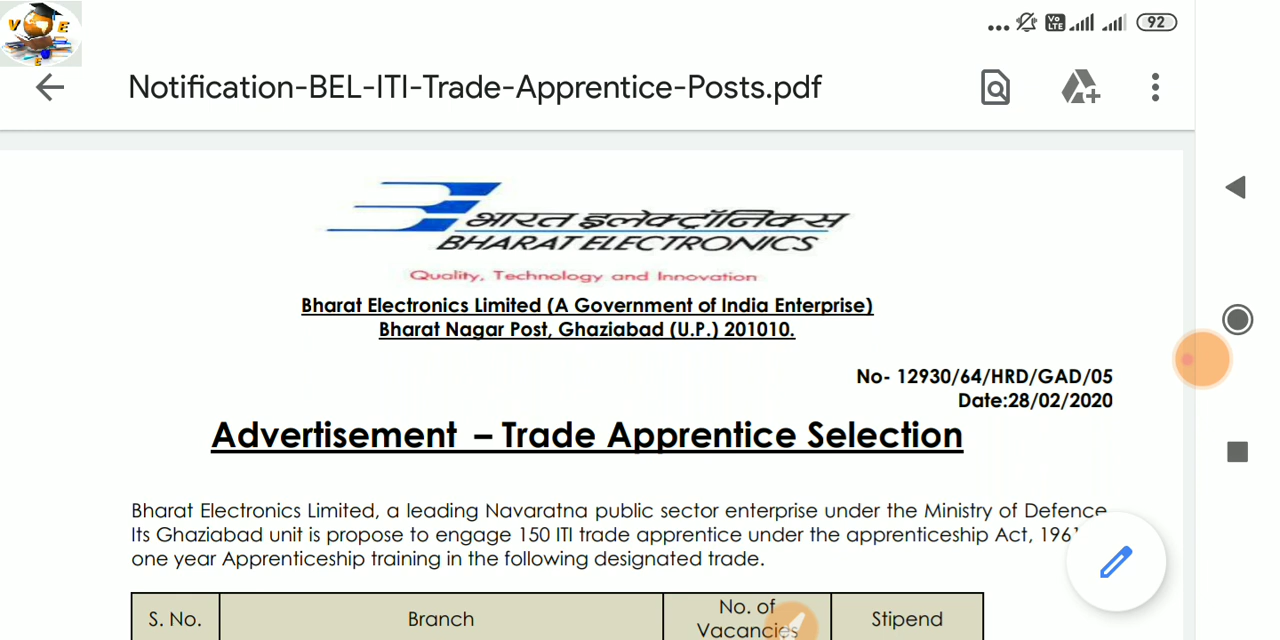 V E
E
Vo LTE 92
Notification-BEL-ITI-Trade-Apprentice-Posts.pdf
भारत इलेक्ट्रॉनिक्स
BHARAT ELECTRONICS
Quality, Technology and Innovation
Bharat Electronics Limited (A Government of India Enterprise)
Bharat Nagar Post, Ghaziabad (U.P.) 201010.
No- 12930/64/HRD/GAD/05
Date:28/02/2020
Advertisement – Trade Apprentice Selection
Bharat Electronics Limited, a leading Navaratna public sector enterprise under the Ministry of Defence
Its Ghaziabad unit is propose to engage 150 ITI trade apprentice under the apprenticeship Act, 1961
one year Apprenticeship training in the following designated trade.
S. No. Branch No. of Vacancies Stipend